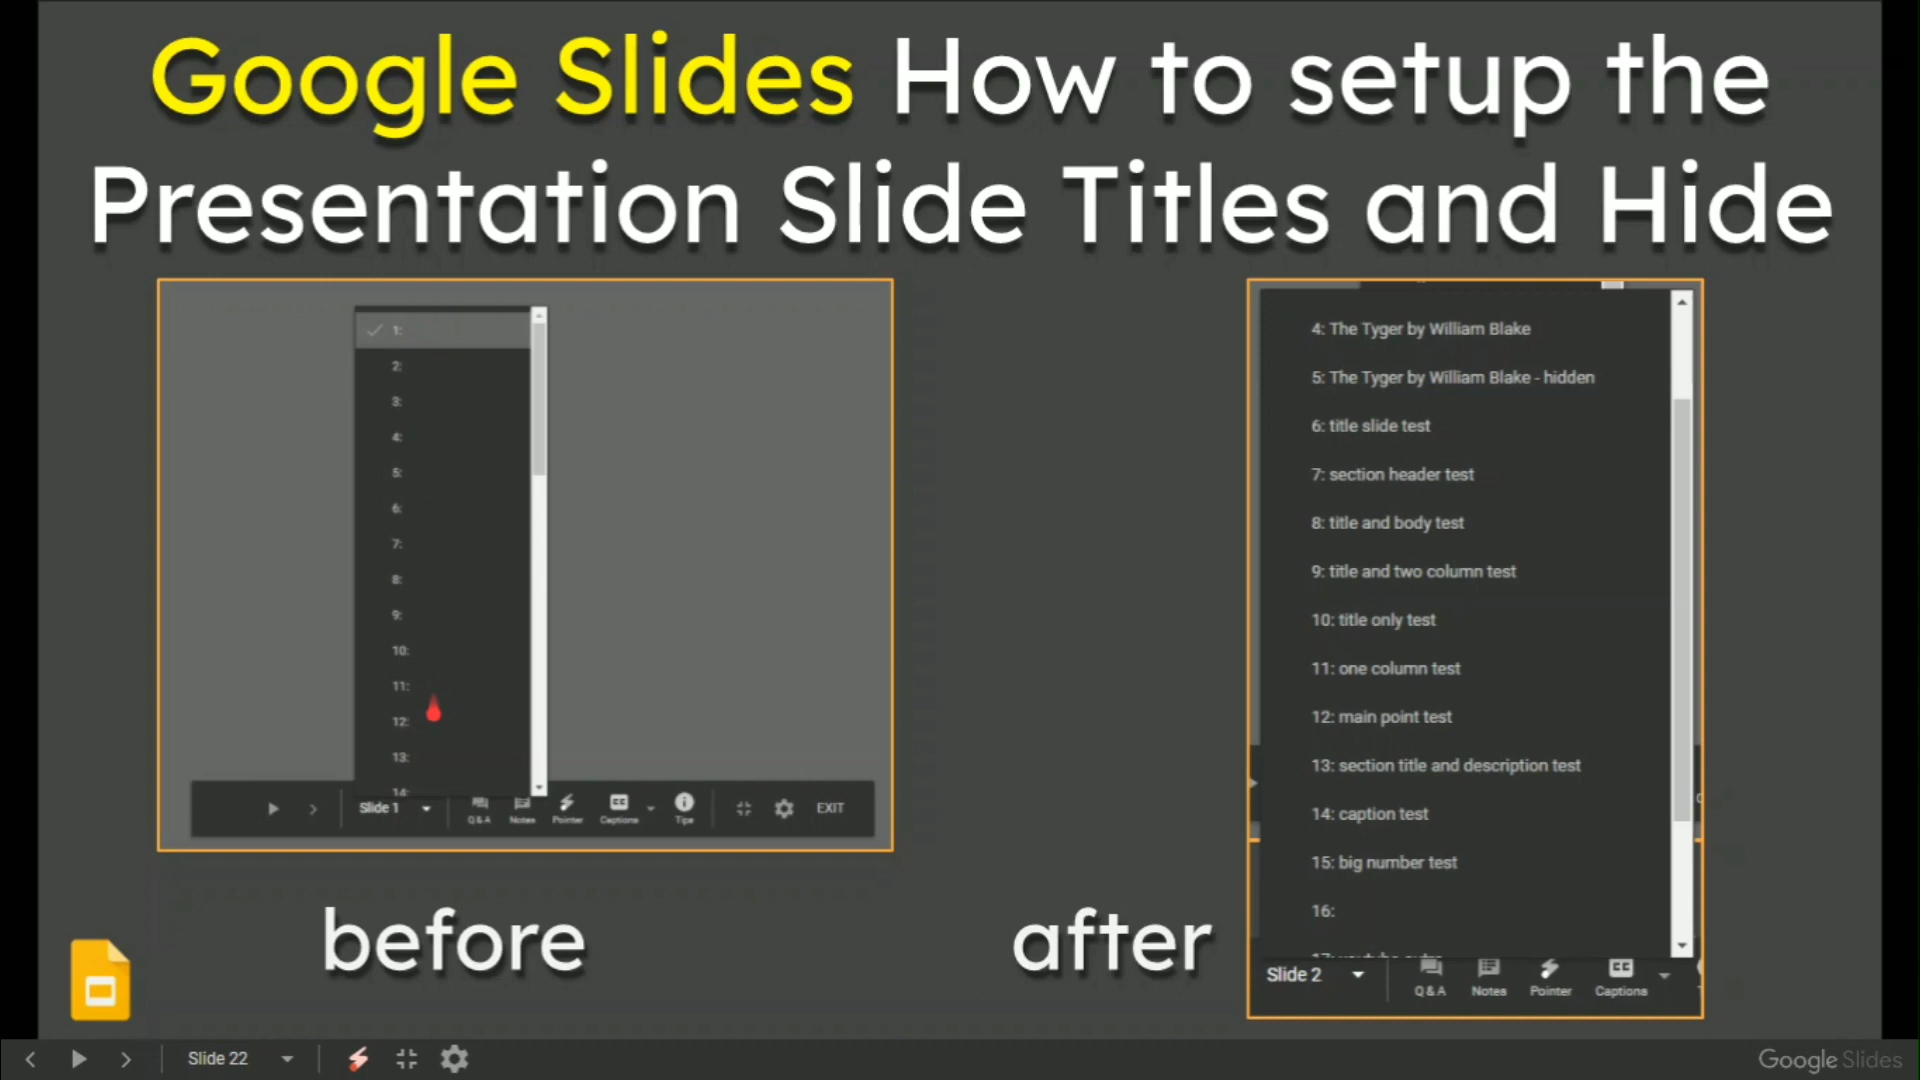 Google Slides How to setup the
Presentation Slide Titles and Hide
1:
2:
3:
4:
5:
6:
7:
8:
9:
10:
11:
12:
13:
14:
Slide 1
Q&A
Notes
Pointer
Captions
Tips
EXIT
before
after
4: The Tyger by William Blake
5: The Tyger by William Blake - hidden
6: title slide test
7: section header test
8: title and body test
9: title and two column test
10: title only test
11: one column test
12: main point test
13: section title and description test
14: caption test
15: big number test
16:
Slide 2
Q&A
Notes
Pointer
Captions
Slide 22
Google Slides